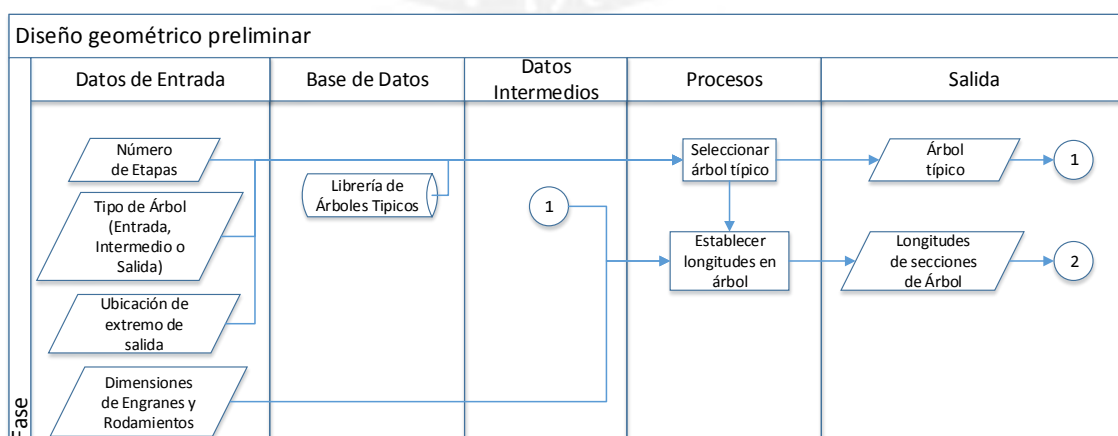 Diseño geométrico preliminar
Datos de Entrada
Base de Datos
Datos
Intermedios
Procesos
Salida
Número
de Etapas
Seleccionar
árbol típico
Árbol
típico
1
Librería de
Árboles Tipicos
Tipo de Árbol
(Entrada,
Intermedio o
Salida)
1
Establecer
longitudes en
árbol
Longitudes
de secciones
de Árbol
2
Ubicación de
extremo de
salida
Dimensiones
de Engranes y
Rodamientos
Fase